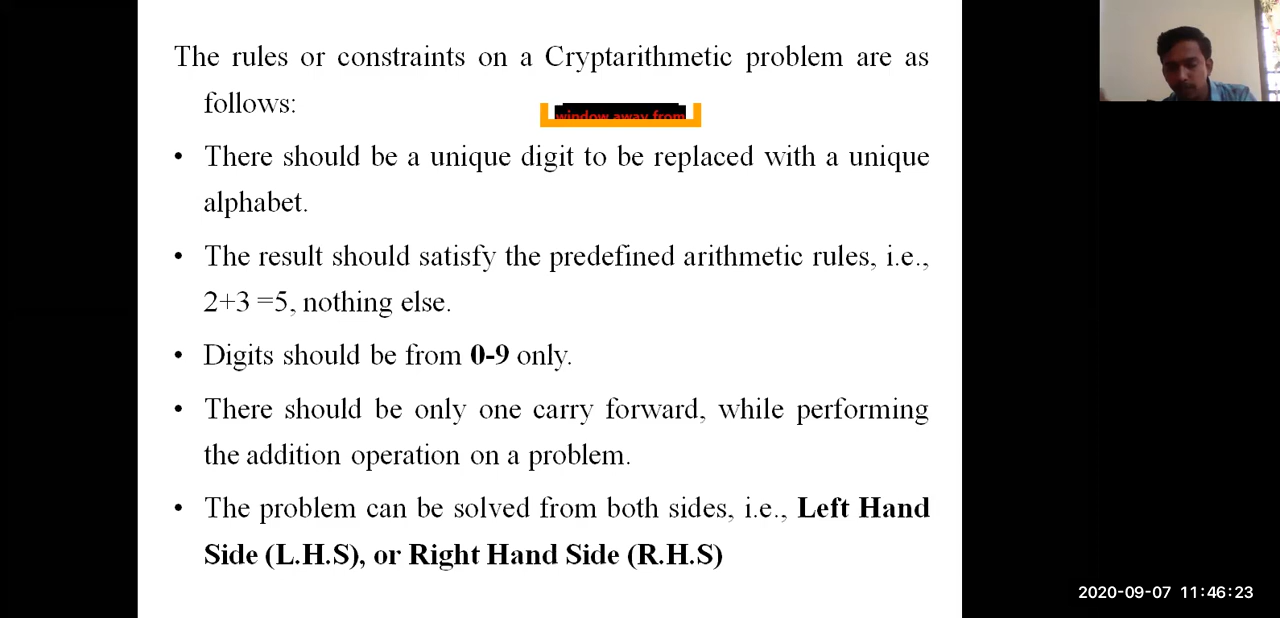 The rules or constraints on a Cryptarithmetic problem are as
follows:
window away from
• There should be a unique digit to be replaced with a unique
alphabet.
• The result should satisfy the predefined arithmetic rules, i.e.,
2+3 =5, nothing else.
• Digits should be from 0-9 only.
• There should be only one carry forward, while performing
the addition operation on a problem.
• The problem can be solved from both sides, i.e., Left Hand
Side (L.H.S), or Right Hand Side (R.H.S)
2020-09-07 11:46:23